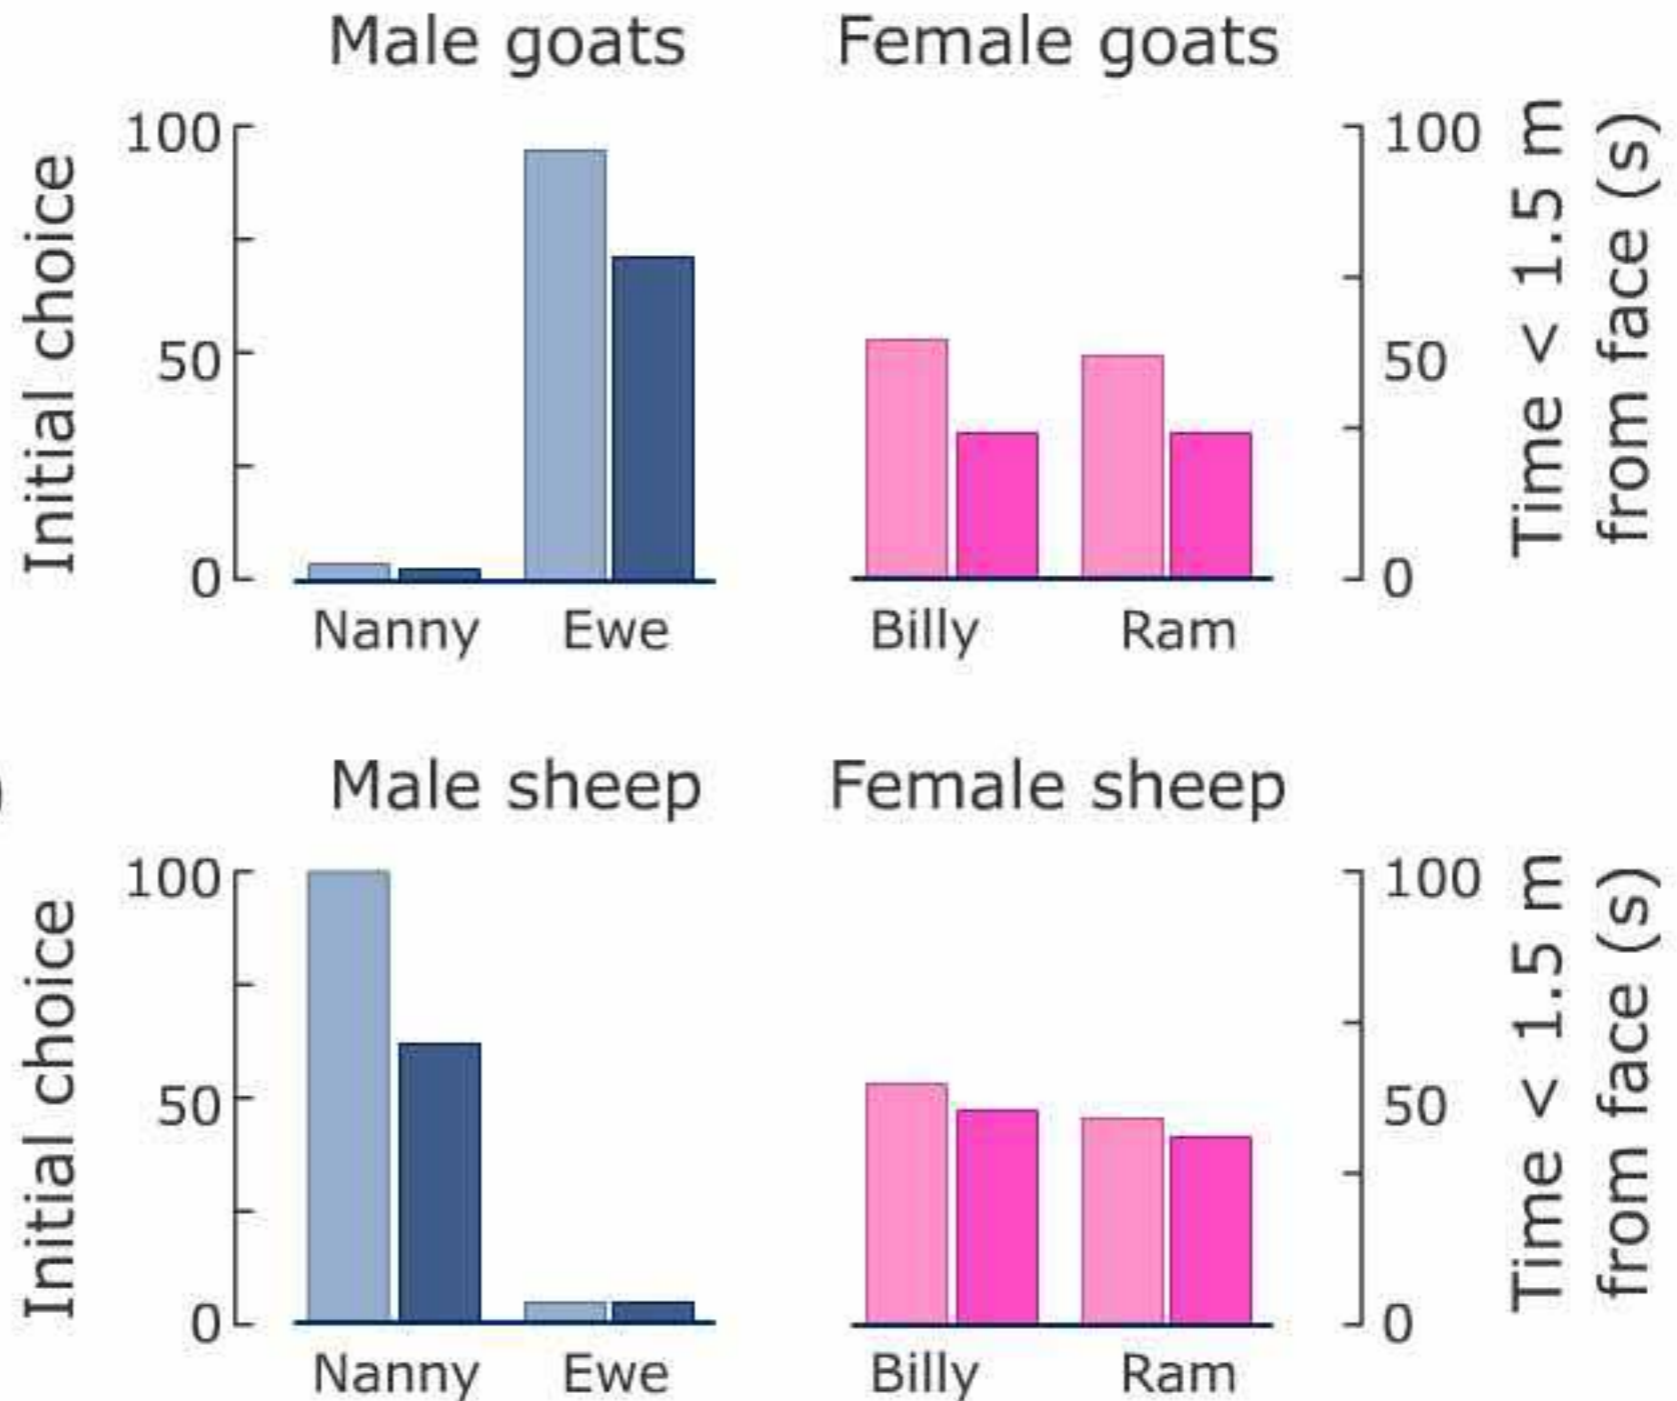 Male goats
Female goats
Initial choice
100
50
0
Nanny
Ewe
Billy
Ram
100
50
0
Time < 1.5 m
from face (s)
)
Male sheep
Female sheep
Initial choice
100
50
0
Nanny
Ewe
Billy
Ram
100
50
0
Time < 1.5 m
from face (s)